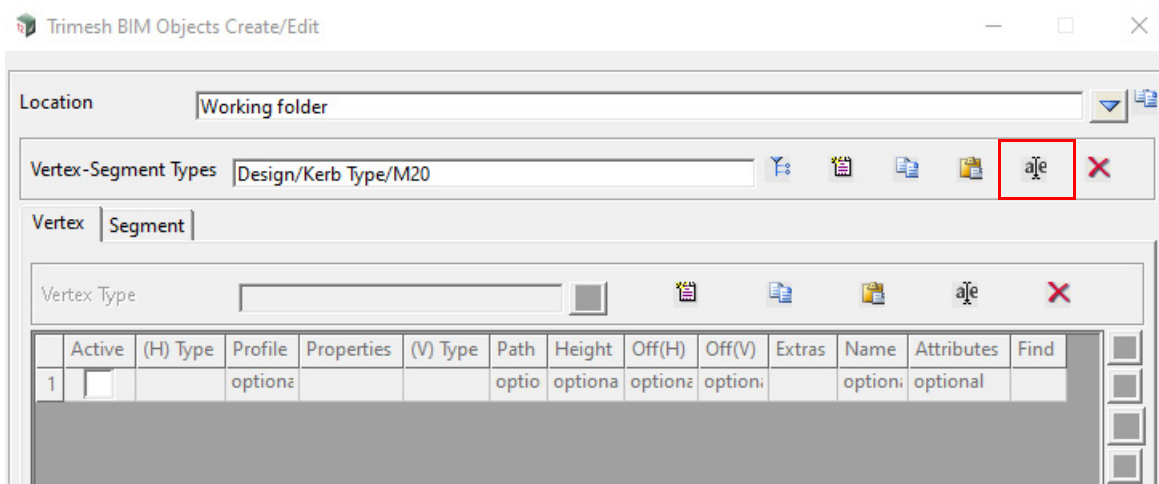 Trimesh BIM Objects Create/Edit
Location Working folder
Vertex-Segment Types Design/Kerb Type/M20 a e
Vertex Segment
Vertex Type a e
Active (H) Type Profile Properties (V) Type Path Height Off(H) Off(V) Extras Name Attributes Find
1 optiona optio optiona optiona option option optional